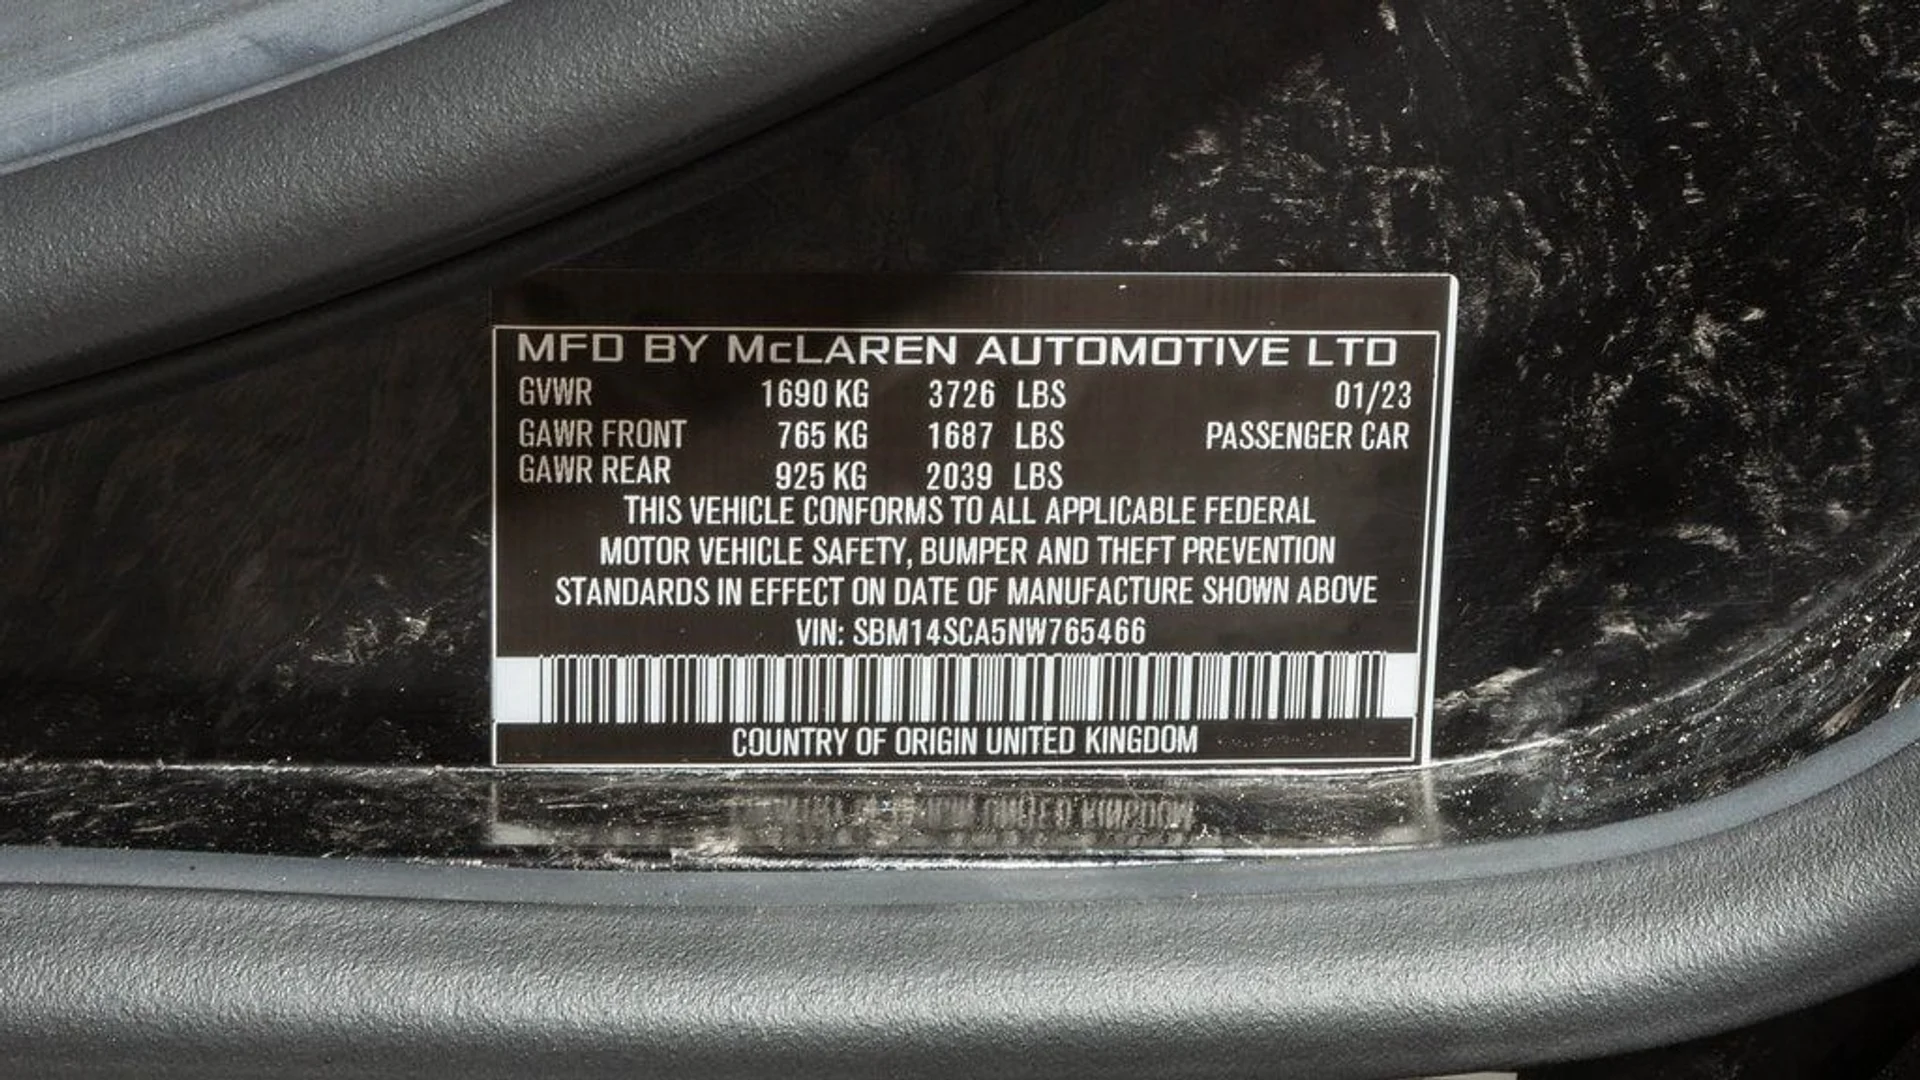 MFD BY McLAREN AUTOMOTIVE LTD
GVWR 1690 KG 3726 LBS 01/23
GAWR FRONT 765 KG 1687 LBS PASSENGER CAR
GAWR REAR 925 KG 2039 LBS
THIS VEHICLE CONFORMS TO ALL APPLICABLE FEDERAL
MOTOR VEHICLE SAFETY, BUMPER AND THEFT PREVENTION
STANDARDS IN EFFECT ON DATE OF MANUFACTURE SHOWN ABOVE
VIN: SBM14SCA5NW765466
COUNTRY OF ORIGIN UNITED KINGDOM